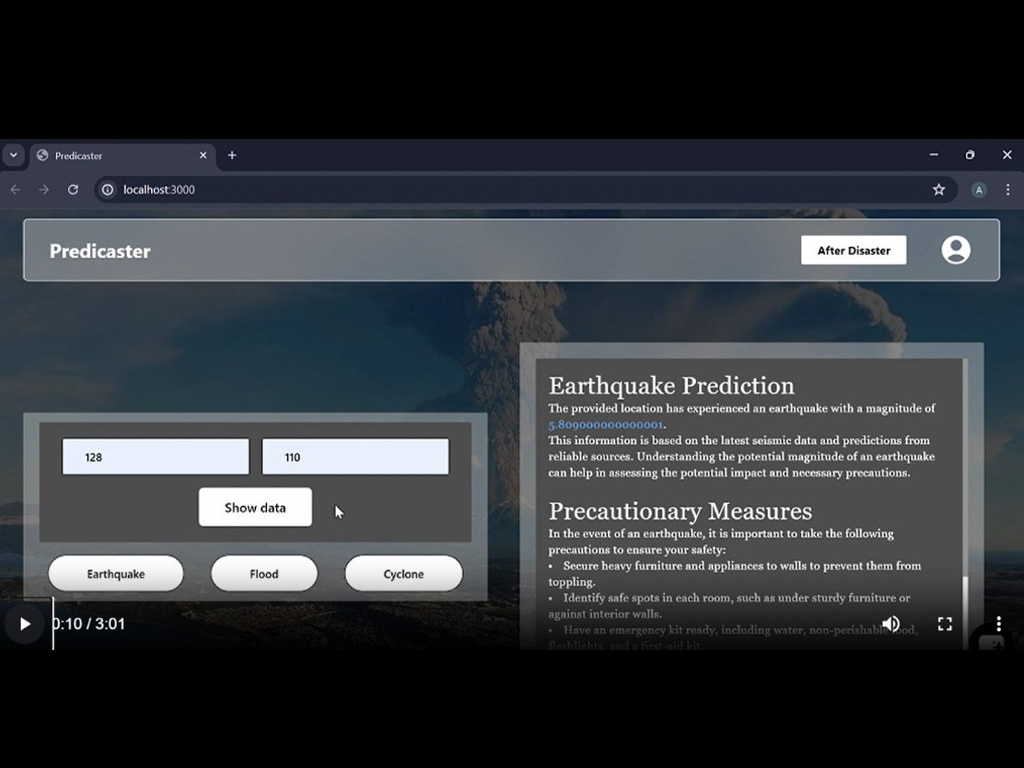 Predicaster
localhost:3000
A
Predicaster
After Disaster
128
110
Show data
Earthquake
Flood
Cyclone
Earthquake Prediction
The provided location has experienced an earthquake with a magnitude of
5.809000000000001.
This information is based on the latest seismic data and predictions from
reliable sources. Understanding the potential magnitude of an earthquake
can help in assessing the potential impact and necessary precautions.
Precautionary Measures
In the event of an earthquake, it is important to take the following
precautions to ensure your safety:
• Secure heavy furniture and appliances to walls to prevent them from
toppling.
• Identify safe spots in each room, such as under sturdy furniture or
against interior walls.
• Have an emergency kit ready, including water, non-perishable food,
flashlights, and a first-aid kit.
0:10 / 3:01